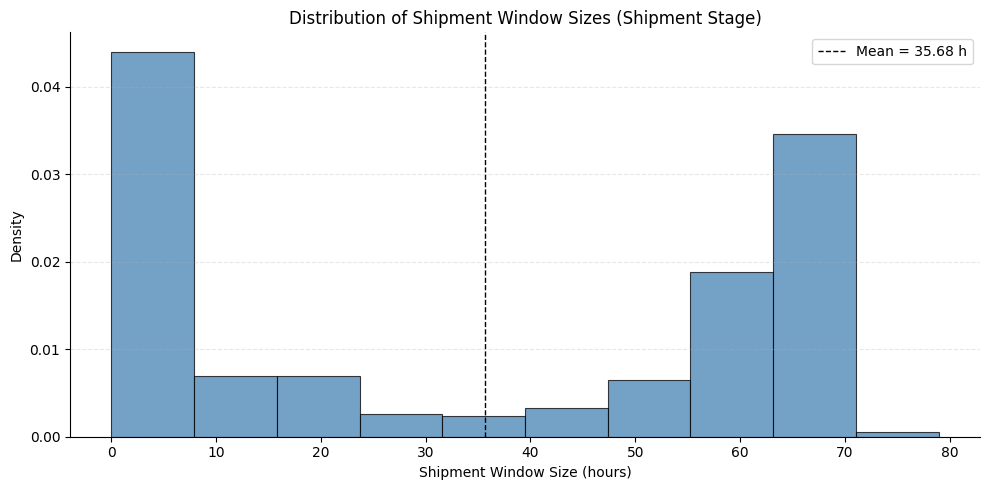 Distribution of Shipment Window Sizes (Shipment Stage)
Mean = 35.68 h
Density
0.04
0.03
0.02
0.01
0.00
0 10 20 30 40 50 60 70 80
Shipment Window Size (hours)